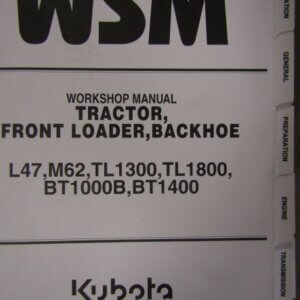 WSM
WORKSHOP MANUAL
TRACTOR,
FRONT LOADER,BACKHOE
L47,M62,TL1300,TL1800,
BT1000B,BT1400
Kubota
GENERAL
PREPARATION
ENGINE
TRANSMISSION